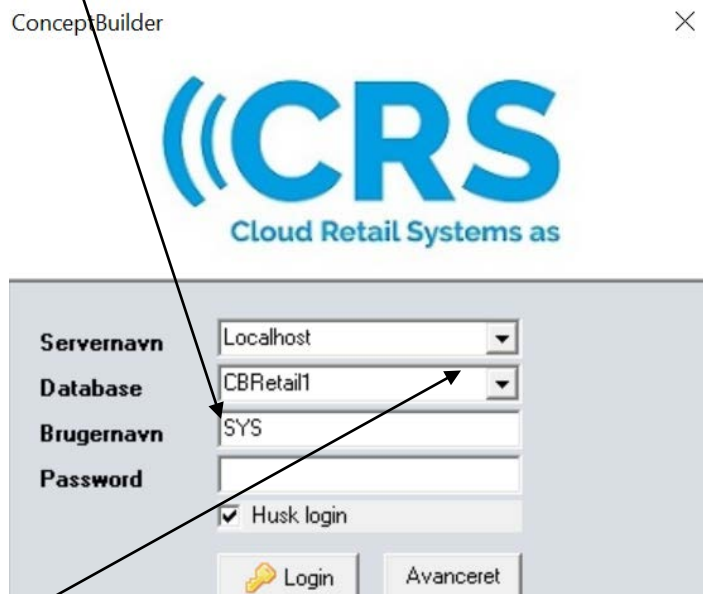 ConceptBuilder
CRS
Cloud Retail Systems as
Servernavn Localhost
Database CBRetail1
Brugernavn SYS
Password
Husk login
Login Avanceret